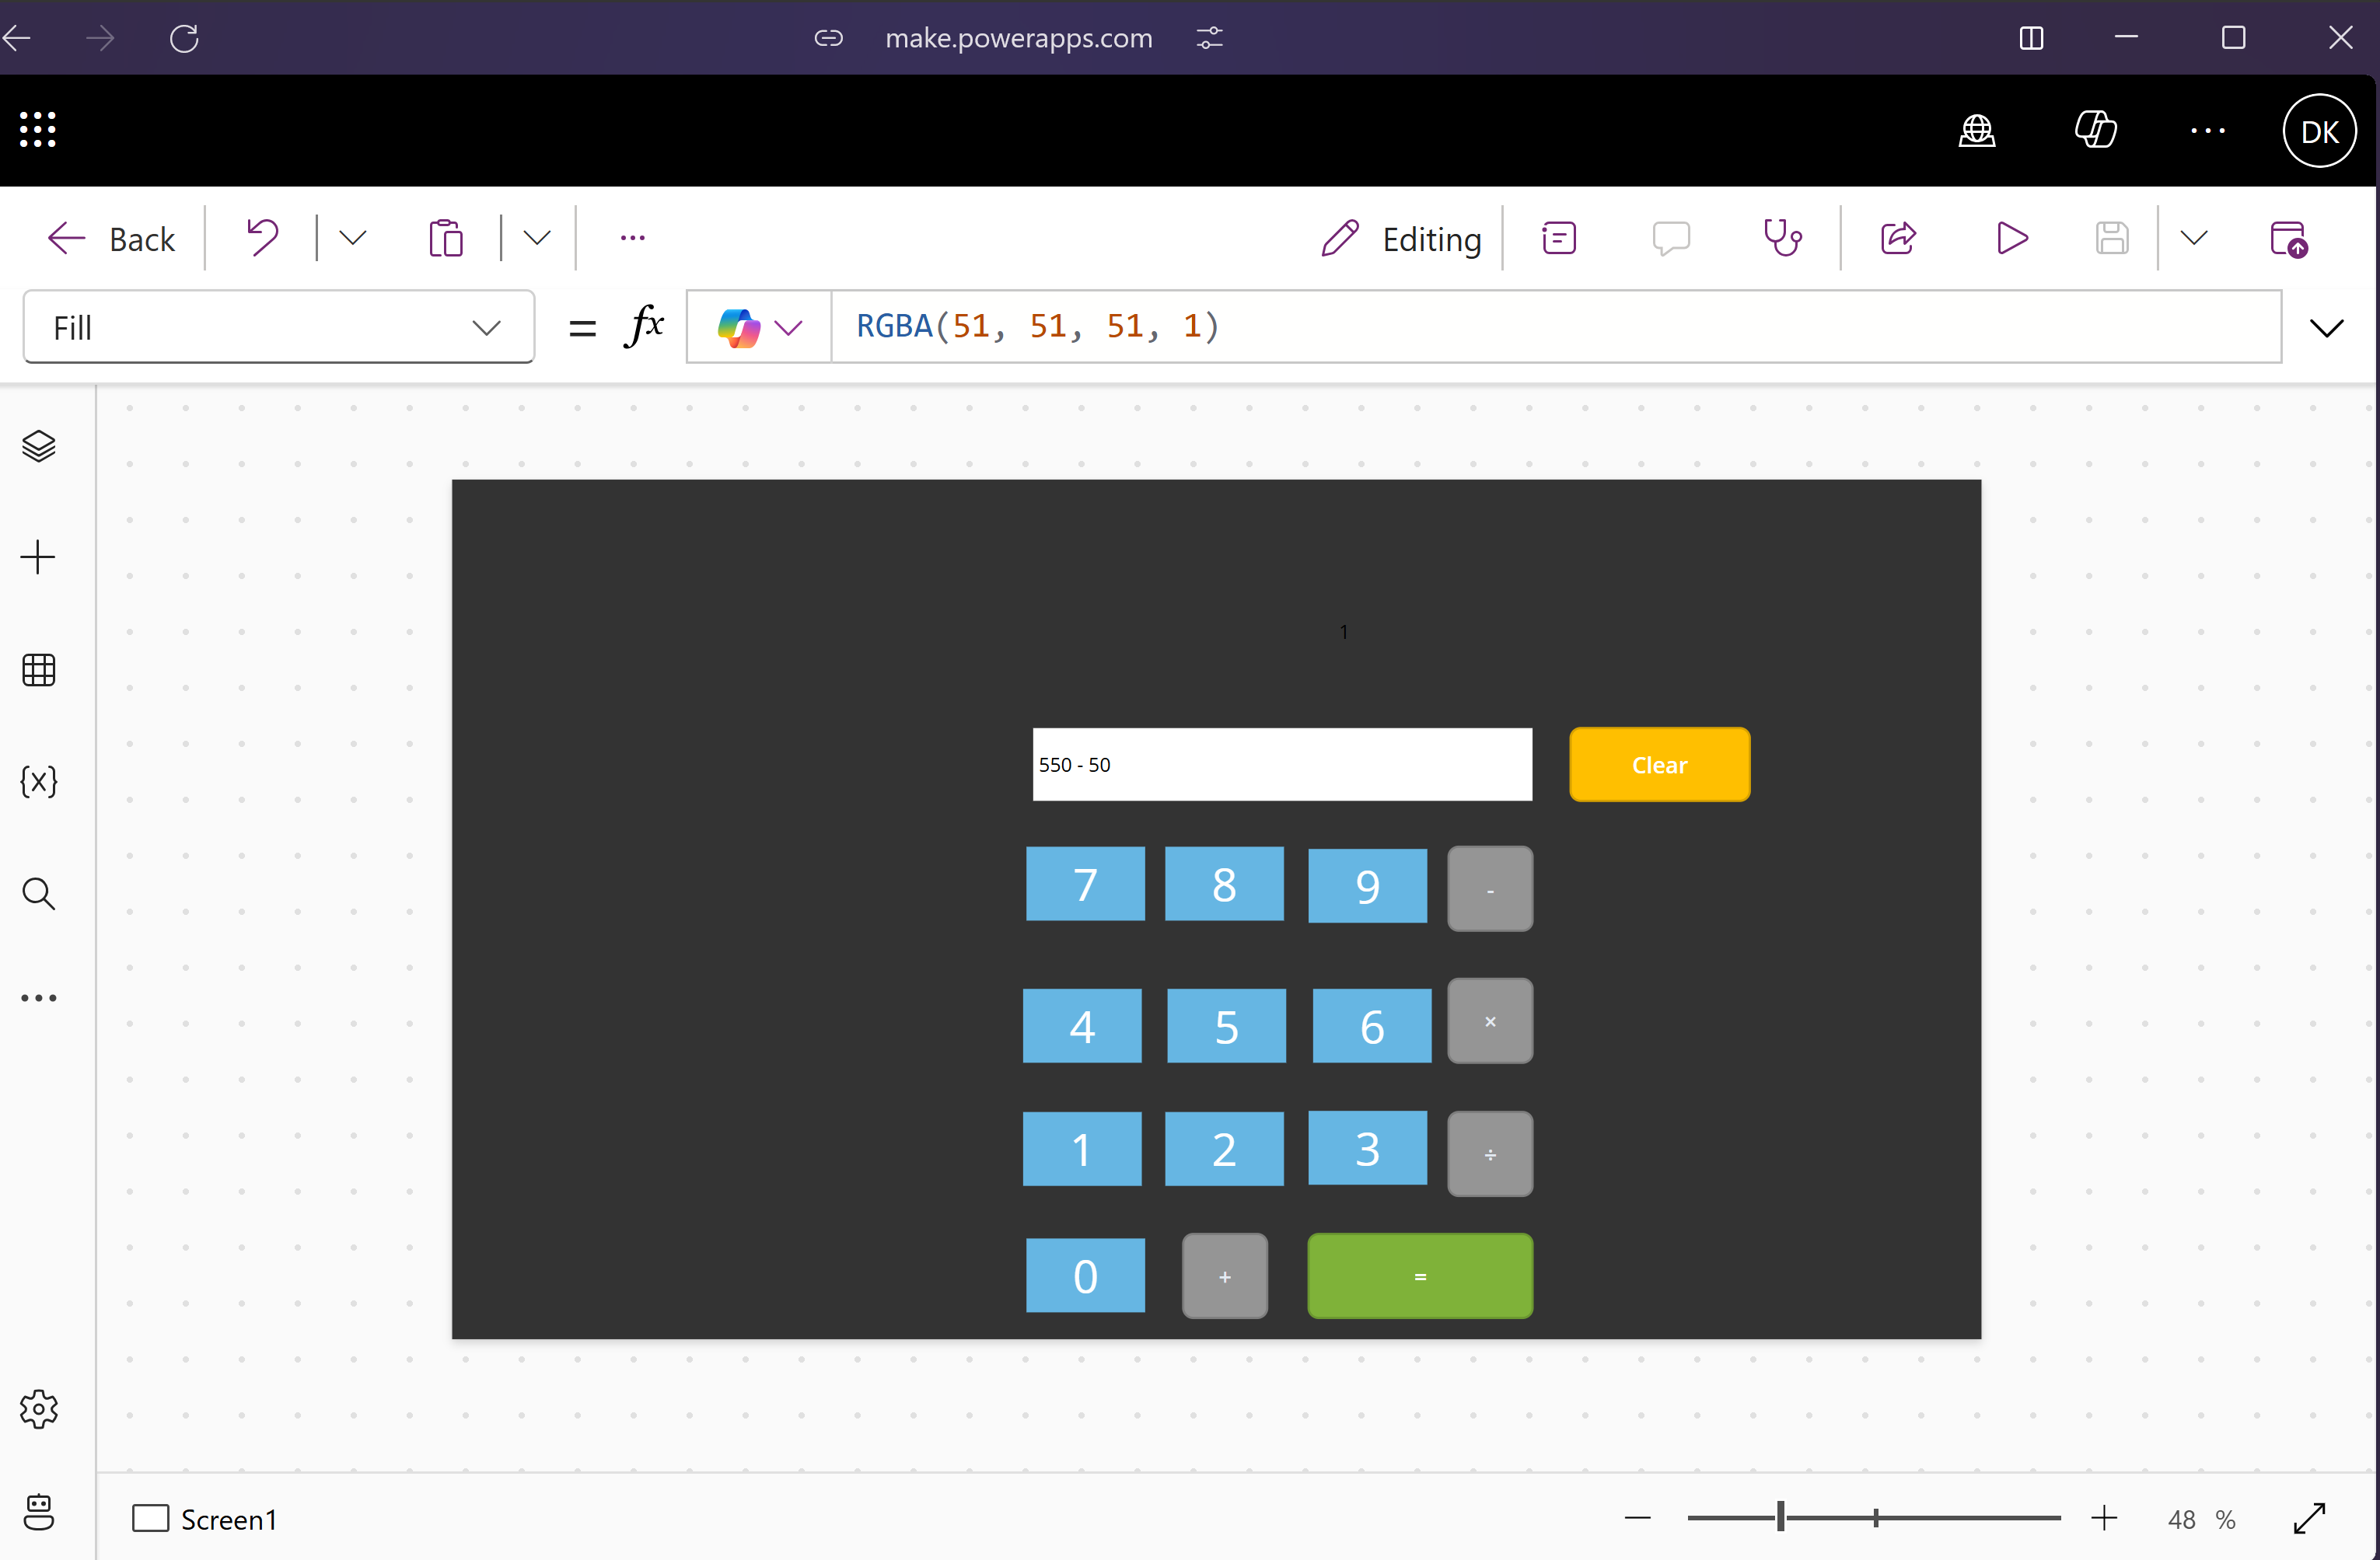 make.powerapps.com
DK
Back
Editing
Fill
= fx
RGBA(51, 51, 51, 1)
1
550 - 50
Clear
7 8 9 -
4 5 6 ×
1 2 3 ÷
0 + =
Screen1
48 %